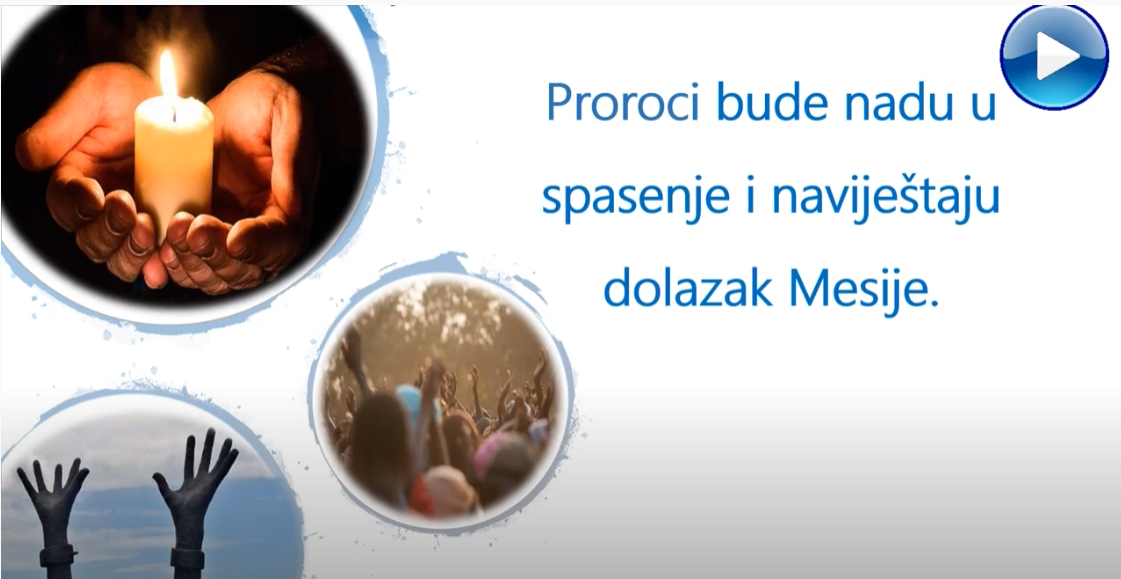 Proroci bude nadu u
spasenje i naviještaju
dolazak Mesije.